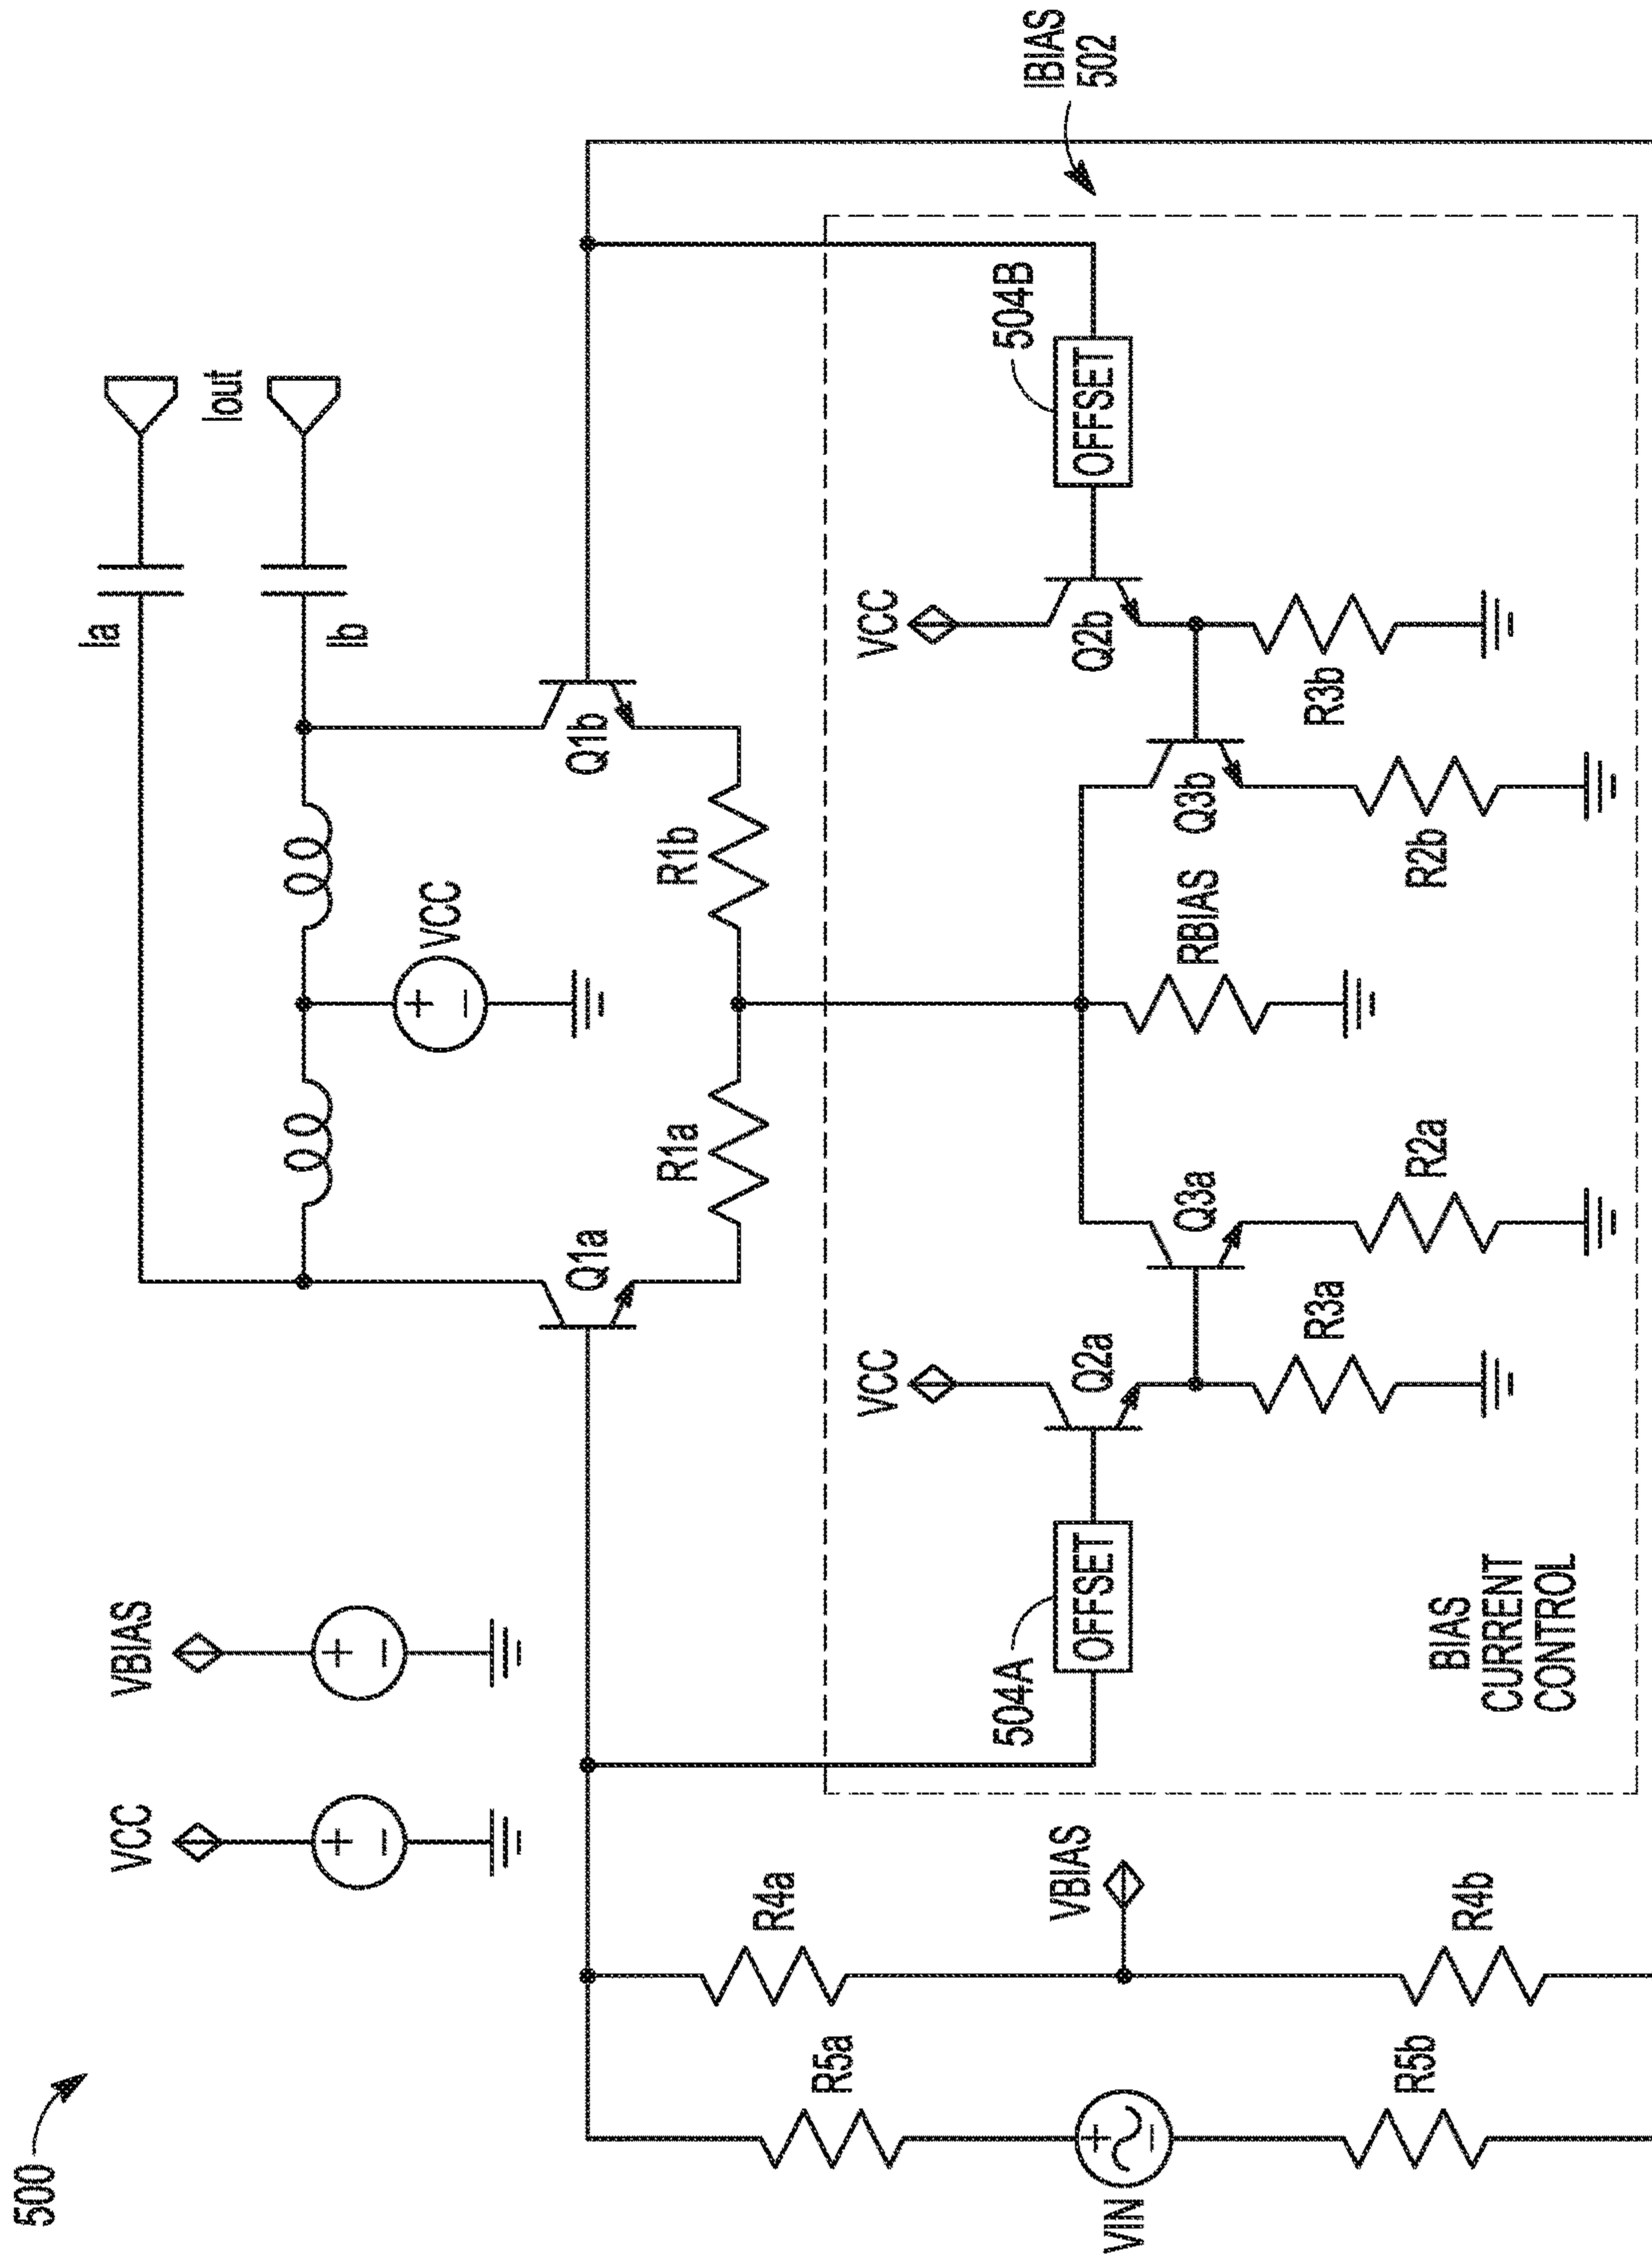 500
VCC
VBIAS
Ia
Iout
Ib
VCC
Q1a
Q1b
R1a
R1b
IBIAS
502
504A
OFFSET
VCC
Q2a
R3a
Q3a
R2a
RBIAS
Q3b
R2b
VCC
Q2b
R3b
504B
OFFSET
BIAS
CURRENT
CONTROL
R5a
R4a
VBIAS
VIN
R5b
R4b